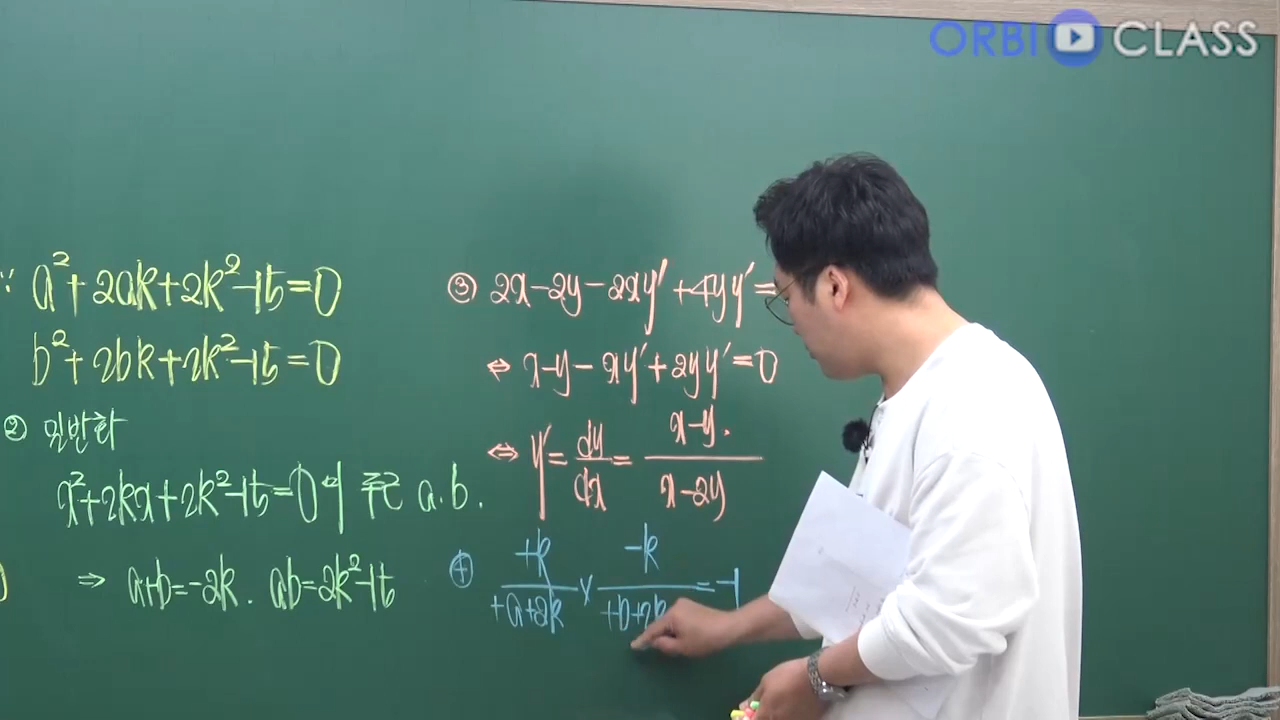 ORBI CLASS
∵ a²+2ak+2k²-15=0
b²+2bk+2k²-15=0
② 일반화
x²+2kx+2k²-15=0의 두근 a.b.
⇒ a+b=-2k. ab=2k²-15
③ 2x-2y-2xy′+4yy′=
⇔ x-y-xy′+2yy′=0
⇔ y′=dy/dx=(x-y)/(x-2y)
④ +k/(+a+2k) × -k/(+b+2k) =-1